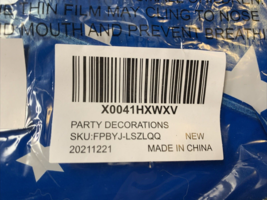 THIN FILM MAY CLING TO NOSE
MOUTH AND PREVENT BREATHI
X0041HXWXV
PARTY DECORATIONS
SKU:FPBYJ-LSZLQQ NEW
20211221 MADE IN CHINA